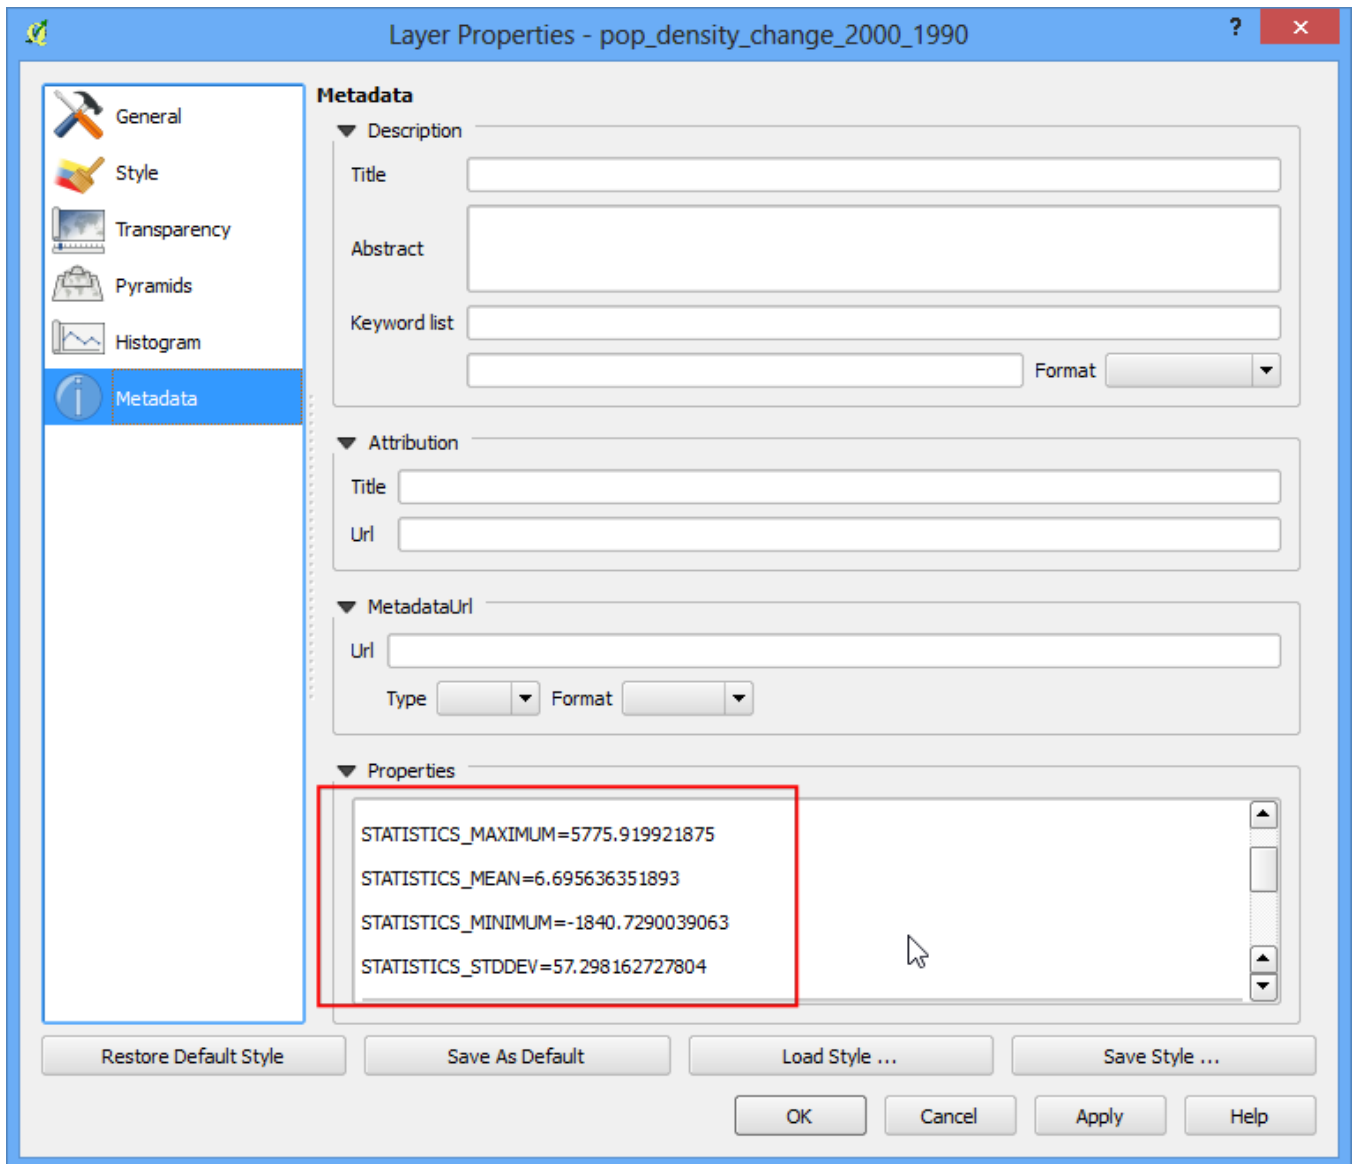 Layer Properties - pop_density_change_2000_1990
?
General
Style
Transparency
Pyramids
Histogram
Metadata
Metadata
Description
Title
Abstract
Keyword list
Format
Attribution
Title
Url
MetadataUrl
Url
Type Format
Properties
STATISTICS_MAXIMUM=5775.919921875
STATISTICS_MEAN=6.695636351893
STATISTICS_MINIMUM=-1840.7290039063
STATISTICS_STDDEV=57.298162727804
Restore Default Style Save As Default Load Style ... Save Style ...
OK Cancel Apply Help